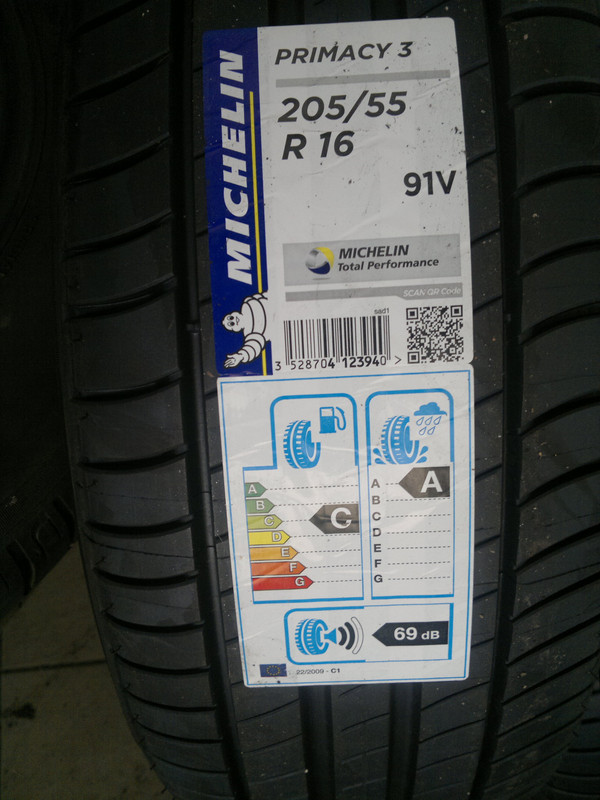 MICHELIN
PRIMACY 3
205/55
R 16
91V
MICHELIN
Total Performance
SCAN QR Code
sad1
3 528704 123940 >
A
B
C
D
E
F
G
C
A
B
C
D
E
F
G
A
69 dB
22/2009 - C1